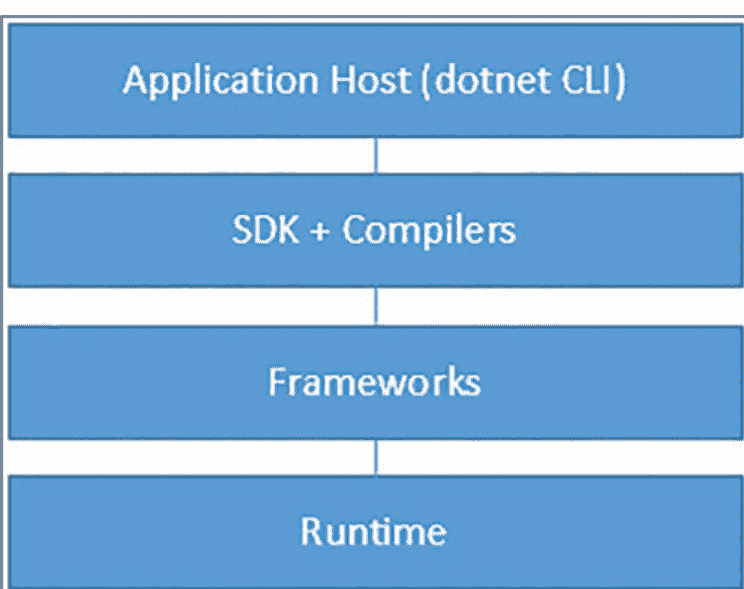 Application Host (dotnet CLI)
SDK + Compilers
Frameworks
Runtime